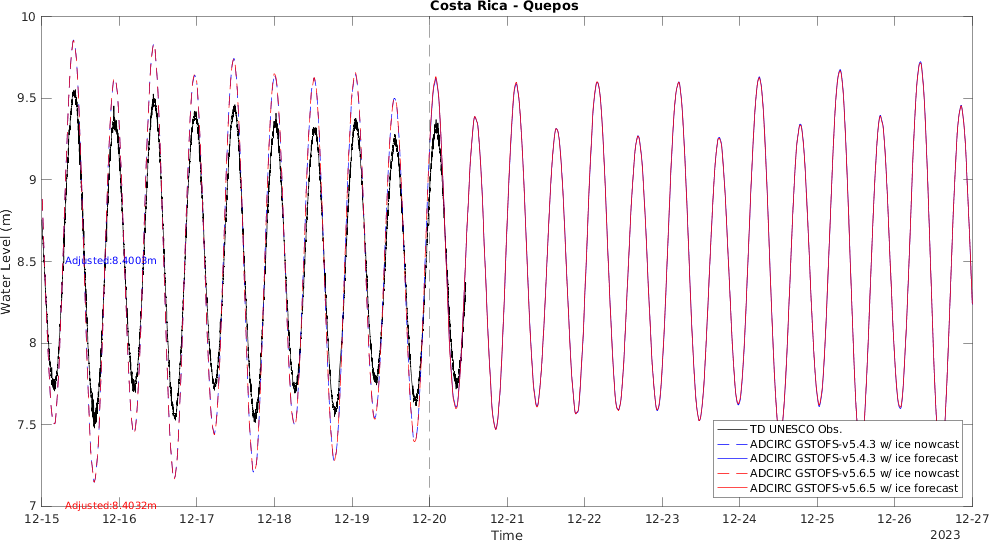 Costa Rica - Quepos
10
9.5
9
8.5
8
7.5
7
Water Level (m)
Adjusted:8.4003m
Adjusted:8.4032m
TD UNESCO Obs.
ADCIRC GSTOFS-v5.4.3 w/ ice nowcast
ADCIRC GSTOFS-v5.4.3 w/ ice forecast
ADCIRC GSTOFS-v5.6.5 w/ ice nowcast
ADCIRC GSTOFS-v5.6.5 w/ ice forecast
12-15 12-16 12-17 12-18 12-19 12-20 12-21 12-22 12-23 12-24 12-25 12-26 12-27
Time
2023